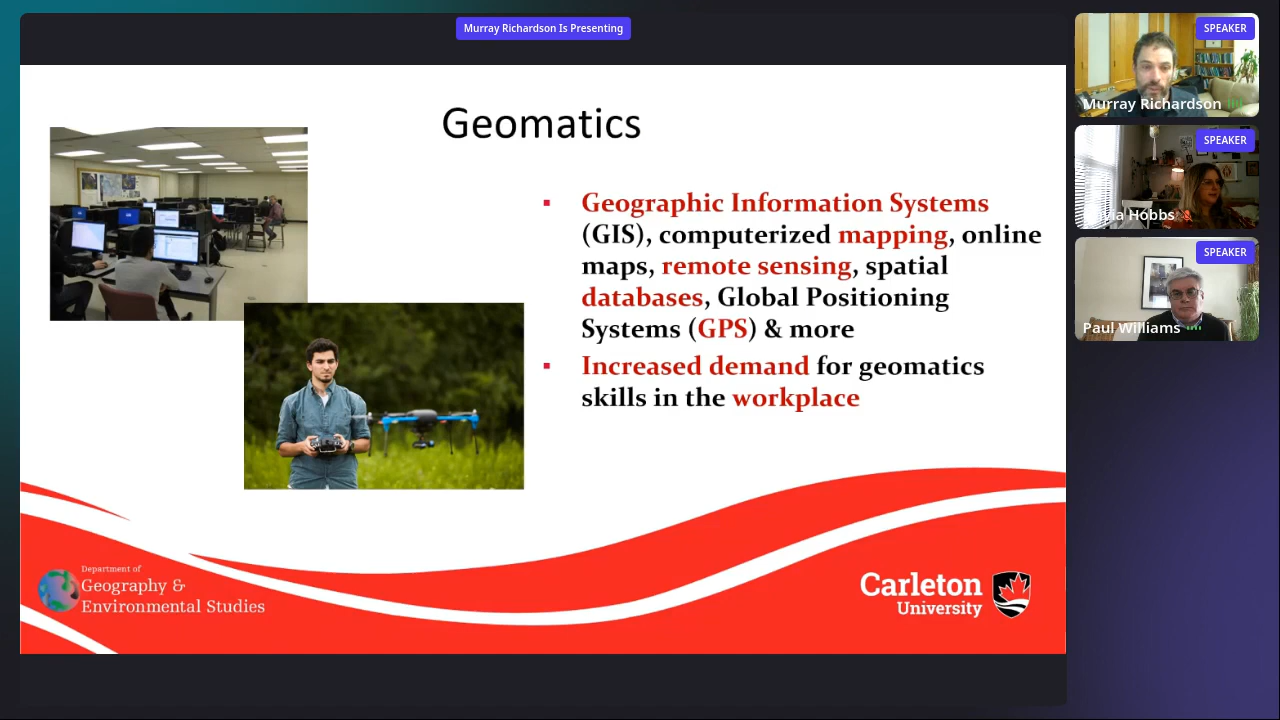 Murray Richardson Is Presenting
Geomatics
▪ Geographic Information Systems
(GIS), computerized mapping, online
maps, remote sensing, spatial
databases, Global Positioning
Systems (GPS) & more
▪ Increased demand for geomatics
skills in the workplace
Department of
Geography &
Environmental Studies
Carleton
University
SPEAKER
Murray Richardson
SPEAKER
Hobbs
SPEAKER
Paul Williams